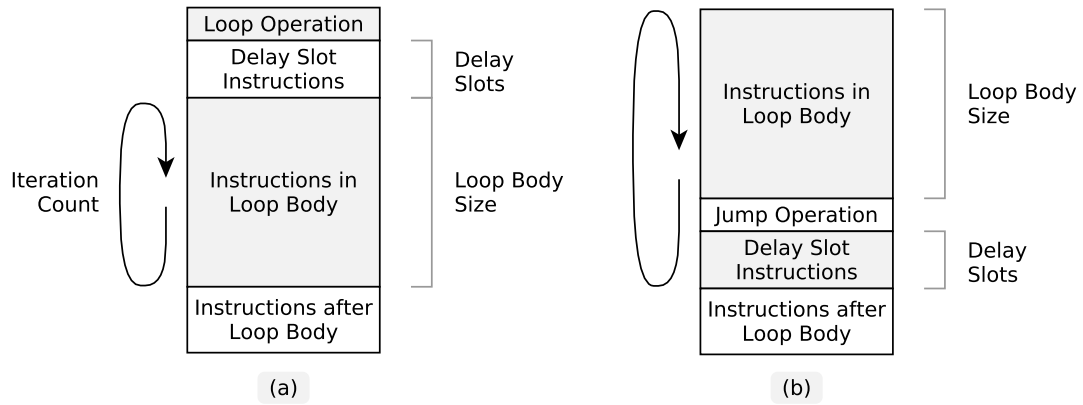 Loop Operation
Delay Slot
Instructions
Delay
Slots
Iteration
Count
Instructions in
Loop Body
Loop Body
Size
Instructions after
Loop Body
(a)
Instructions in
Loop Body
Loop Body
Size
Jump Operation
Delay Slot
Instructions
Delay
Slots
Instructions after
Loop Body
(b)